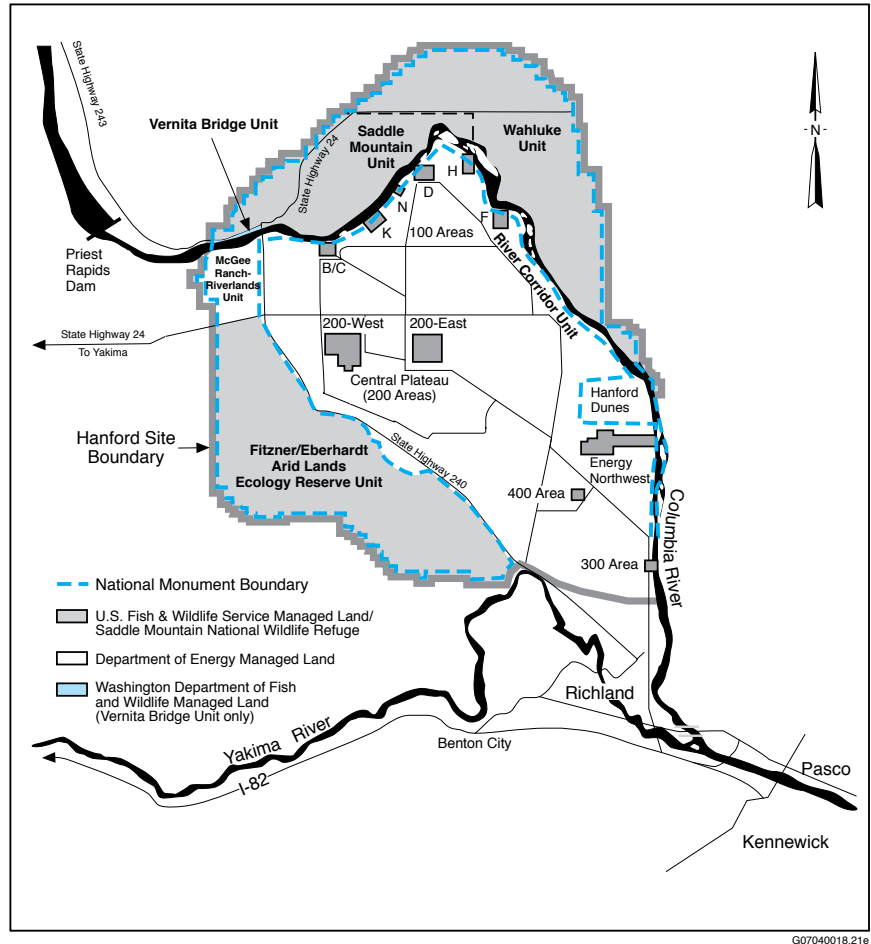 State Highway 243
Vernita Bridge Unit
State Highway 24
Saddle
Mountain
Unit
Wahluke
Unit
-N-
H
D
N
K
F
100 Areas
B/C
River Corridor Unit
Priest
Rapids
Dam
McGee
Ranch-
Riverlands
Unit
State Highway 24
To Yakima
200-West
200-East
Central Plateau
(200 Areas)
Hanford
Dunes
Hanford Site
Boundary
Fitzner/Eberhardt
Arid Lands
Ecology Reserve Unit
State Highway 240
Energy
Northwest
400 Area
Columbia River
300 Area
National Monument Boundary
U.S. Fish & Wildlife Service Managed Land/
Saddle Mountain National Wildlife Refuge
Department of Energy Managed Land
Washington Department of Fish
and Wildlife Managed Land
(Vernita Bridge Unit only)
Richland
Yakima River
I-82
Benton City
Pasco
Kennewick
G07040018.21e